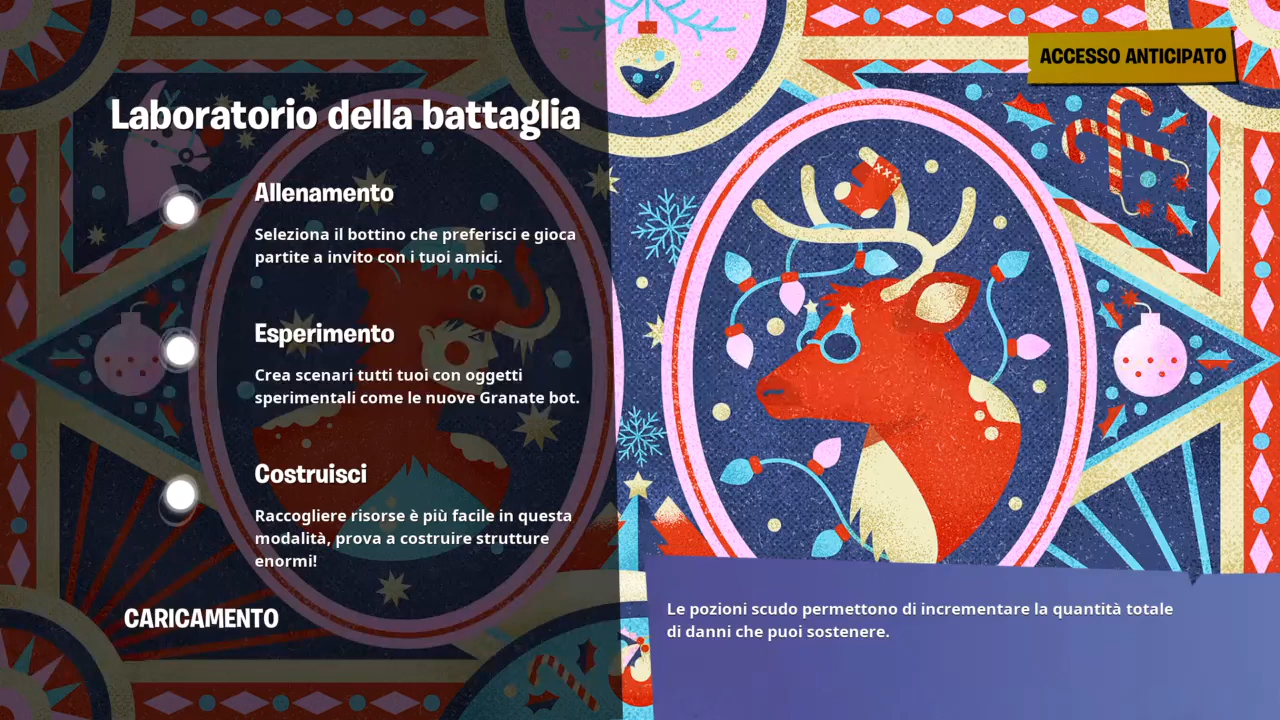 ACCESSO ANTICIPATO
Laboratorio della battaglia
Allenamento
Seleziona il bottino che preferisci e gioca
partite a invito con i tuoi amici.
Esperimento
Crea scenari tutti tuoi con oggetti
sperimentali come le nuove Granate bot.
Costruisci
Raccogliere risorse è più facile in questa
modalità, prova a costruire strutture
enormi!
CARICAMENTO
Le pozioni scudo permettono di incrementare la quantità totale
di danni che puoi sostenere.